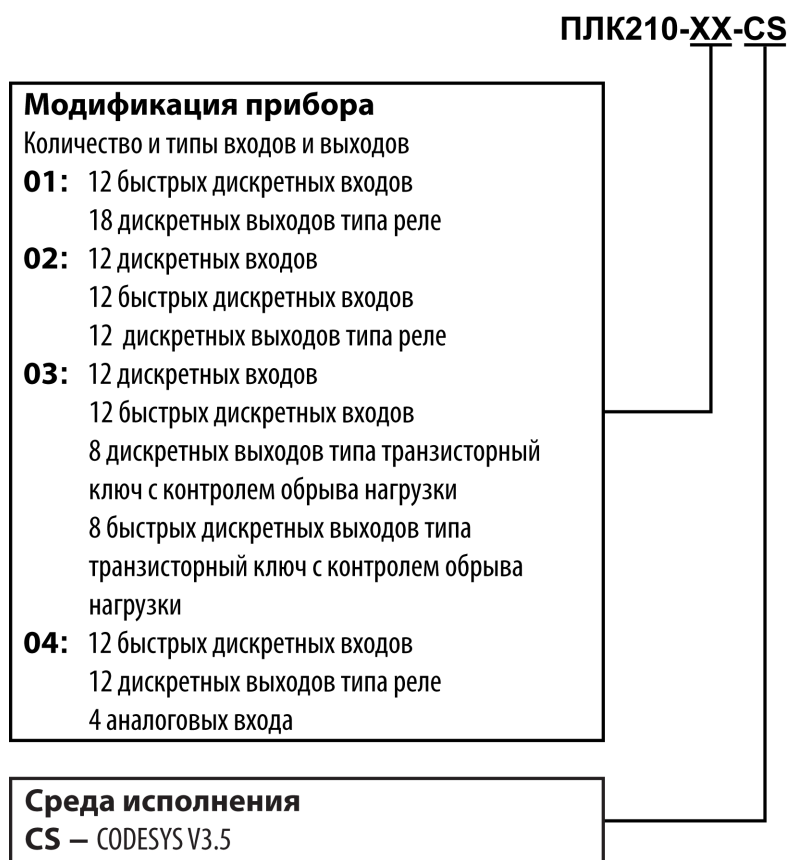 ПЛК210-XX-CS
Модификация прибора
Количество и типы входов и выходов
01: 12 быстрых дискретных входов
18 дискретных выходов типа реле
02: 12 дискретных входов
12 быстрых дискретных входов
12 дискретных выходов типа реле
03: 12 дискретных входов
12 быстрых дискретных входов
8 дискретных выходов типа транзисторный
ключ с контролем обрыва нагрузки
8 быстрых дискретных выходов типа
транзисторный ключ с контролем обрыва
нагрузки
04: 12 быстрых дискретных входов
12 дискретных выходов типа реле
4 аналоговых входа
Среда исполнения
CS – CODESYS V3.5